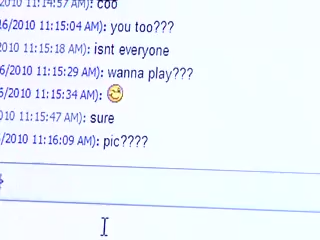 2010 11:14:57 AM): coo
16/2010 11:15:04 AM): you too???
2010 11:15:18 AM): isnt everyone
6/2010 11:15:29 AM): wanna play???
6/2010 11:15:34 AM):
010 11:15:47 AM): sure
/2010 11:16:09 AM): pic????